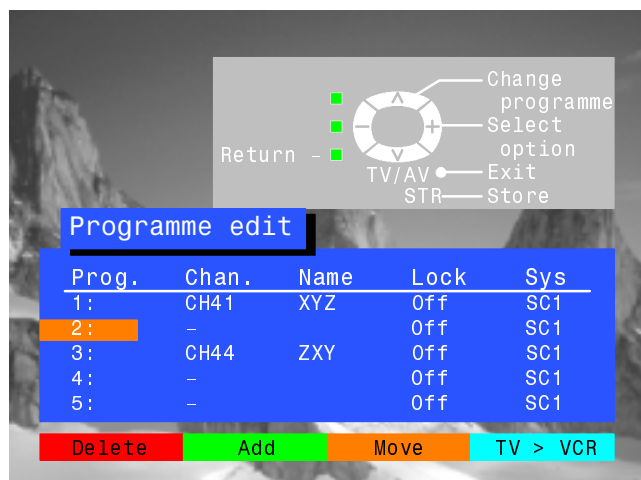 Change
programme
Select
option
Return –
TV/AV Exit
STR Store
Programme edit
Prog. Chan. Name Lock Sys
1: CH41 XYZ Off SC1
2: – Off SC1
3: CH44 ZXY Off SC1
4: – Off SC1
5: – Off SC1
Delete Add Move TV > VCR